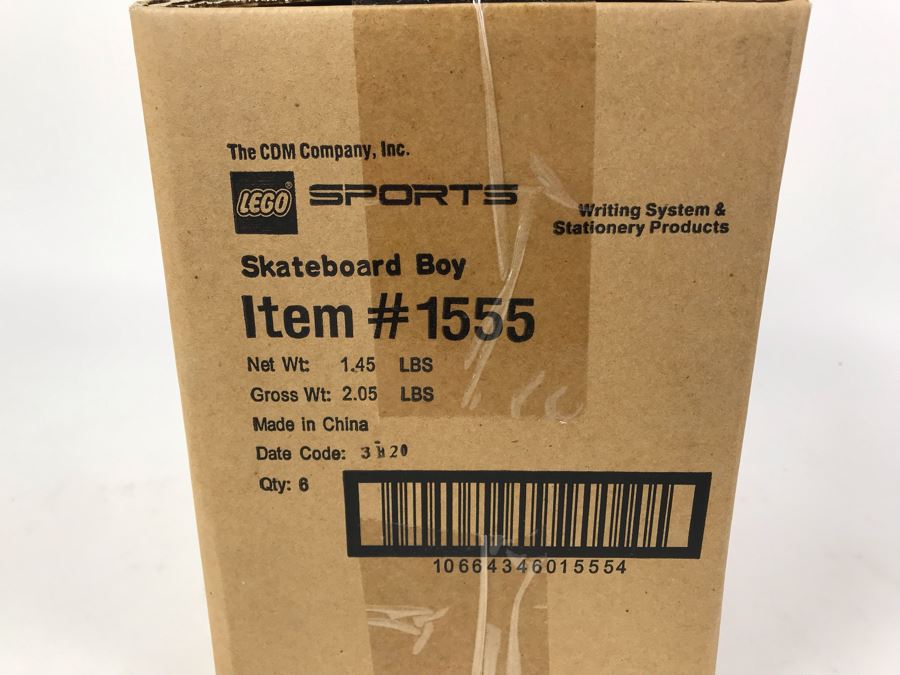 The CDM Company, Inc.
LEGO® SPORTS
Writing System &
Stationery Products
Skateboard Boy
Item #1555
Net Wt: 1.45 LBS
Gross Wt: 2.05 LBS
Made in China
Date Code:
Qty: 6
10664346015554